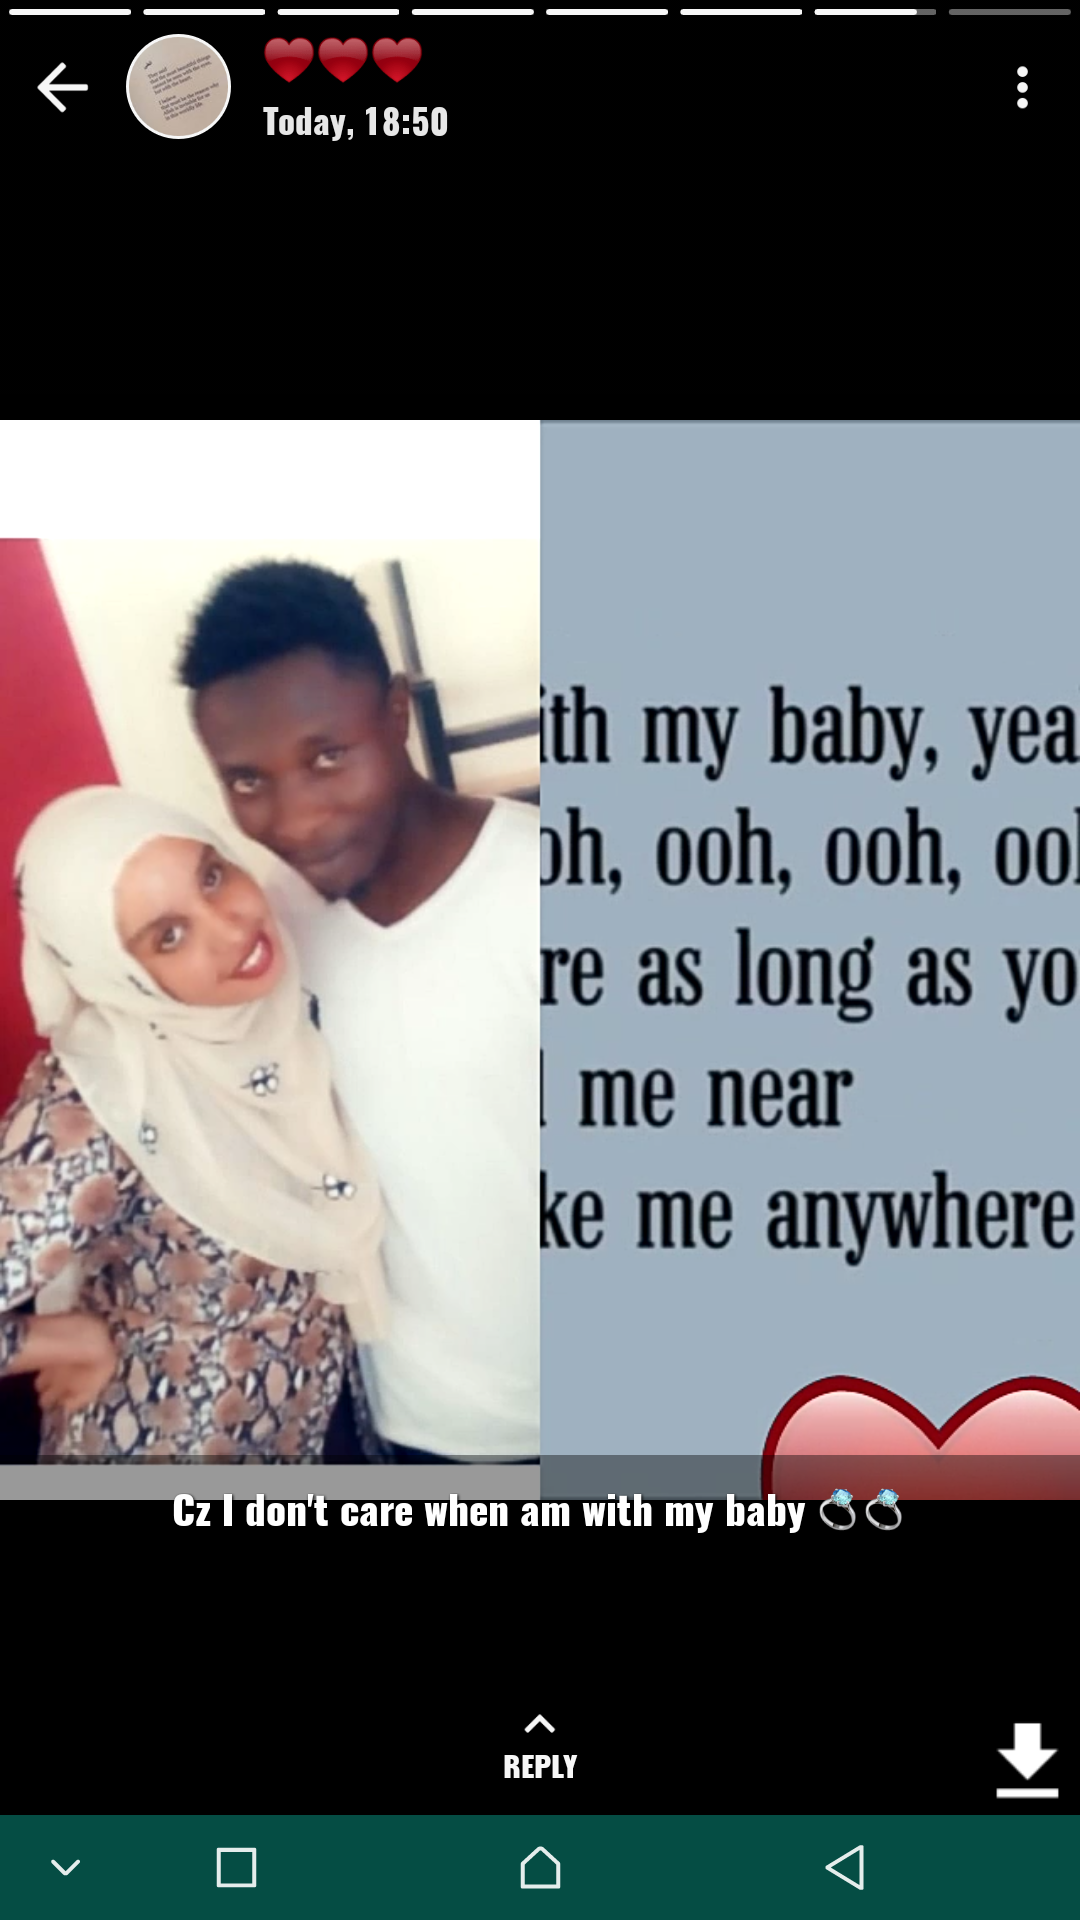 ❤❤❤
Today, 18:50
ith my baby, yea
oh, ooh, ooh, ool
re as long as yo
me near
ke me anywhere
Cz I don't care when am with my baby 💍💍
REPLY